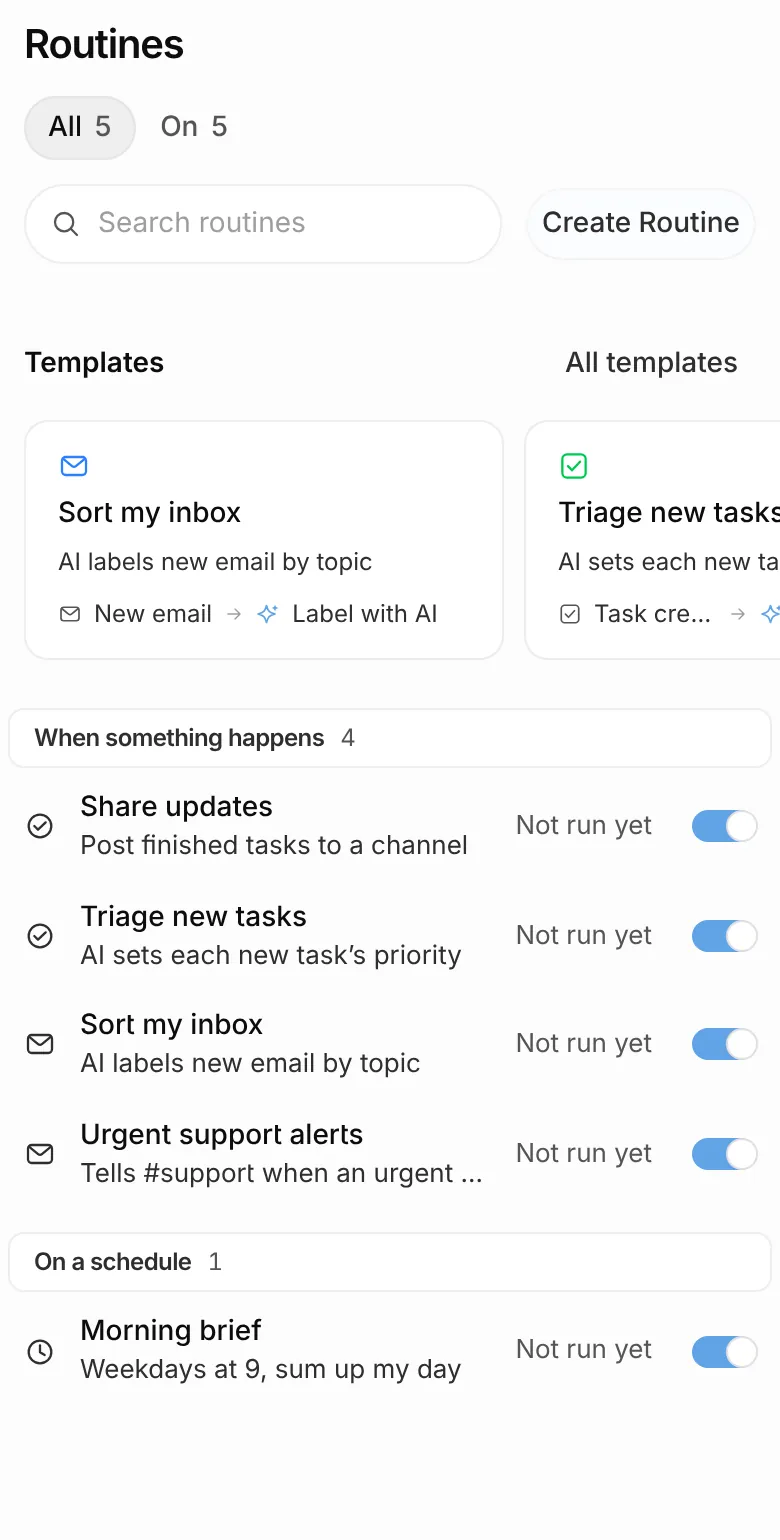 Routines
All 5 On 5
Search routines Create Routine
Templates All templates
Sort my inbox
AI labels new email by topic
New email → Label with AI
Triage new tasks
AI sets each new ta
Task cre... →
When something happens 4
Share updates
Post finished tasks to a channel
Not run yet
Triage new tasks
AI sets each new task’s priority
Not run yet
Sort my inbox
AI labels new email by topic
Not run yet
Urgent support alerts
Tells #support when an urgent ...
Not run yet
On a schedule 1
Morning brief
Weekdays at 9, sum up my day
Not run yet